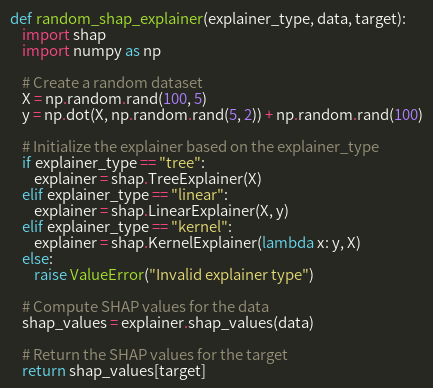 def random_shap_explainer(explainer_type, data, target):
    import shap
    import numpy as np

    # Create a random dataset
    X = np.random.rand(100, 5)
    y = np.dot(X, np.random.rand(5, 2)) + np.random.rand(100)

    # Initialize the explainer based on the explainer_type
    if explainer_type == "tree":
        explainer = shap.TreeExplainer(X)
    elif explainer_type == "linear":
        explainer = shap.LinearExplainer(X, y)
    elif explainer_type == "kernel":
        explainer = shap.KernelExplainer(lambda x: y, X)
    else:
        raise ValueError("Invalid explainer type")

    # Compute SHAP values for the data
    shap_values = explainer.shap_values(data)

    # Return the SHAP values for the target
    return shap_values[target]